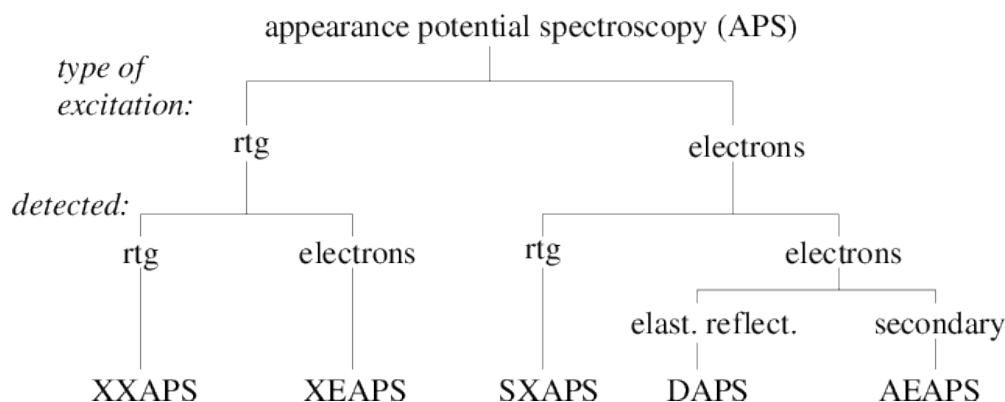 appearance potential spectroscopy (APS)
type of
excitation:
rtg electrons
detected:
rtg electrons rtg electrons
elast. reflect. secondary
XXAPS XEAPS SXAPS DAPS AEAPS